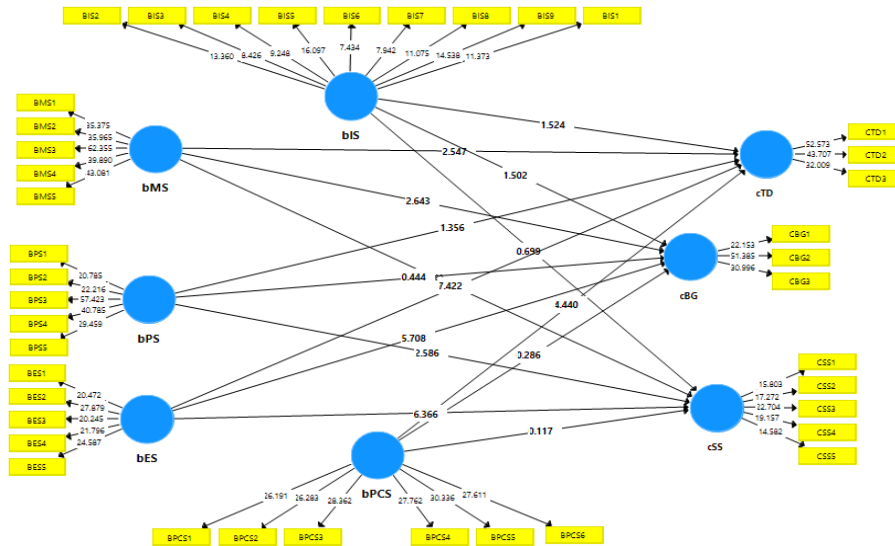 BIS2 BIS3 BIS4 BIS5 BIS6 BIS7 BIS8 BIS9 BIS1
13.360 8.426 9.248 16.097 7.434 7.942 11.075 14.538 11.373
bIS
BMS1
BMS2
BMS3
BMS4
BMS5
35.965
62.355
39.890
43.081
bMS
1.524
2.547
1.502
2.643
1.356
CTD1
CTD2
CTD3
52.573
43.707
32.009
cTD
BPS1
BPS2
BPS3
BPS4
BPS5
20.785
22.216
57.423
40.785
bPS
0.699
0.444
7.422
4.440
CBG1
CBG2
CBG3
22.153
51.385
30.996
cBG
5.708
2.586
0.286
BES1
BES2
BES3
BES4
BES5
20.472
27.879
20.245
21.796
24.587
bES
6.366
0.117
CSS1
CSS2
CSS3
CSS4
CSS5
15.803
17.272
22.704
19.157
14.582
cSS
bPCS
26.191 26.283 28.362 27.762 30.336 27.611
BPCS1 BPCS2 BPCS3 BPCS4 BPCS5 BPCS6